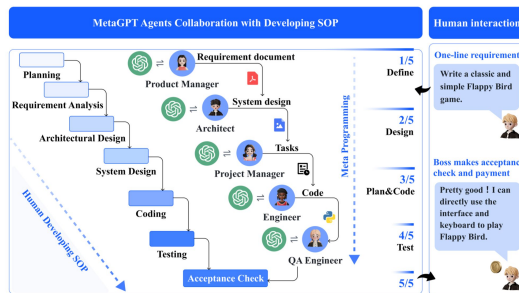 MetaGPT Agents Collaboration with Developing SOP
Human interaction
Planning
Requirement Analysis
Architectural Design
System Design
Coding
Testing
Acceptance Check
Human Developing SOP
Product Manager
Requirement document
Architect
System design
Project Manager
Tasks
Engineer
Code
QA Engineer
Meta Programming
1/5
Define
2/5
Design
3/5
Plan&Code
4/5
Test
5/5
One-line requirement
Write a classic and
simple Flappy Bird
game.
Boss makes acceptance
check and payment
Pretty good ! I can
directly use the
interface and
keyboard to play
Flappy Bird.